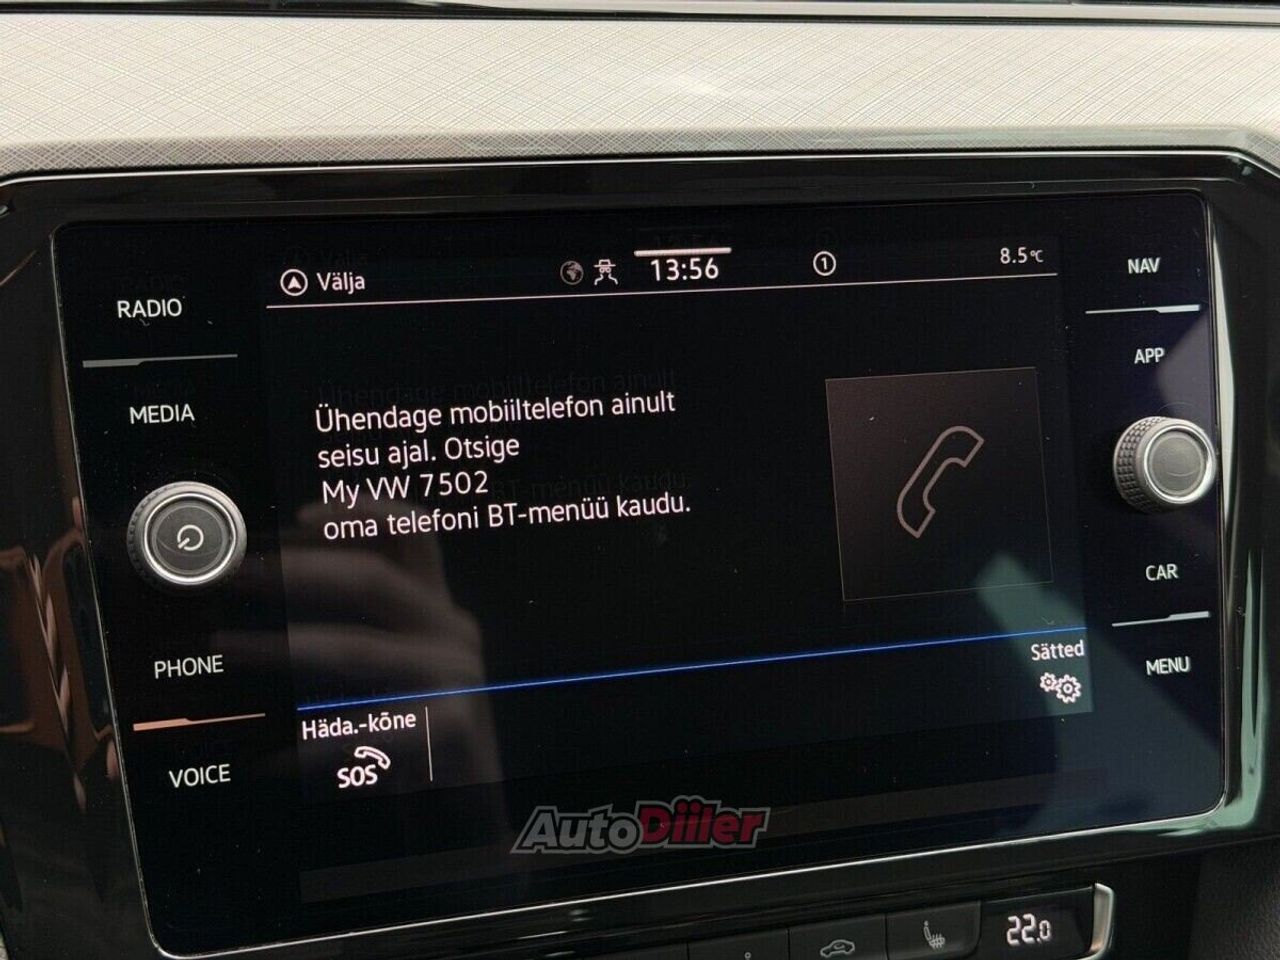 Välja
13:56
1
8.5°C
NAV
RADIO
APP
MEDIA
Ühendage mobiiltelefon ainult
seisu ajal. Otsige
My VW 7502
oma telefoni BT-menüü kaudu.
CAR
PHONE
Sätted
MENU
Häda.-kõne
SOS
VOICE
AutoDiiler
22.0